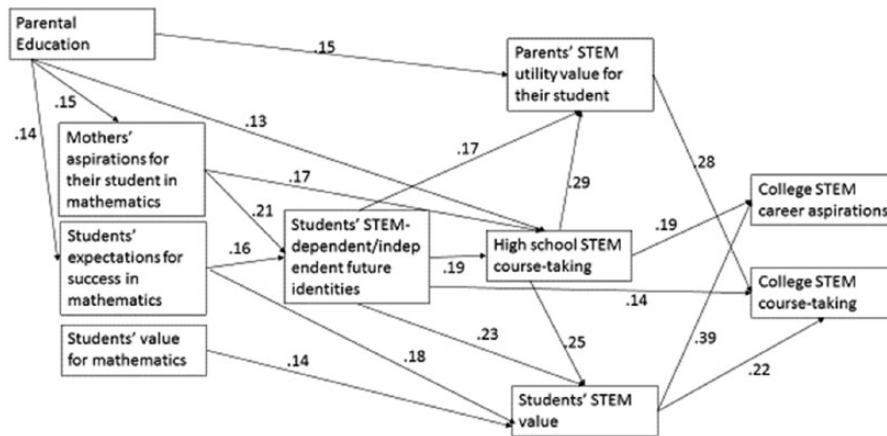 Parental
Education
.15
Parents' STEM
utility value for
their student
.15
.14
.13
Mothers'
aspirations for
their student in
mathematics
.17
.17
.29
.28
College STEM
career aspirations
.21
.19
Students'
expectations for
success in
mathematics
.16
Students' STEM-
dependent/indep
endent future
identities
.19
High school STEM
course-taking
.14
College STEM
course-taking
Students' value
for mathematics
.14
.18
.23
.25
.39
.22
Students' STEM
value